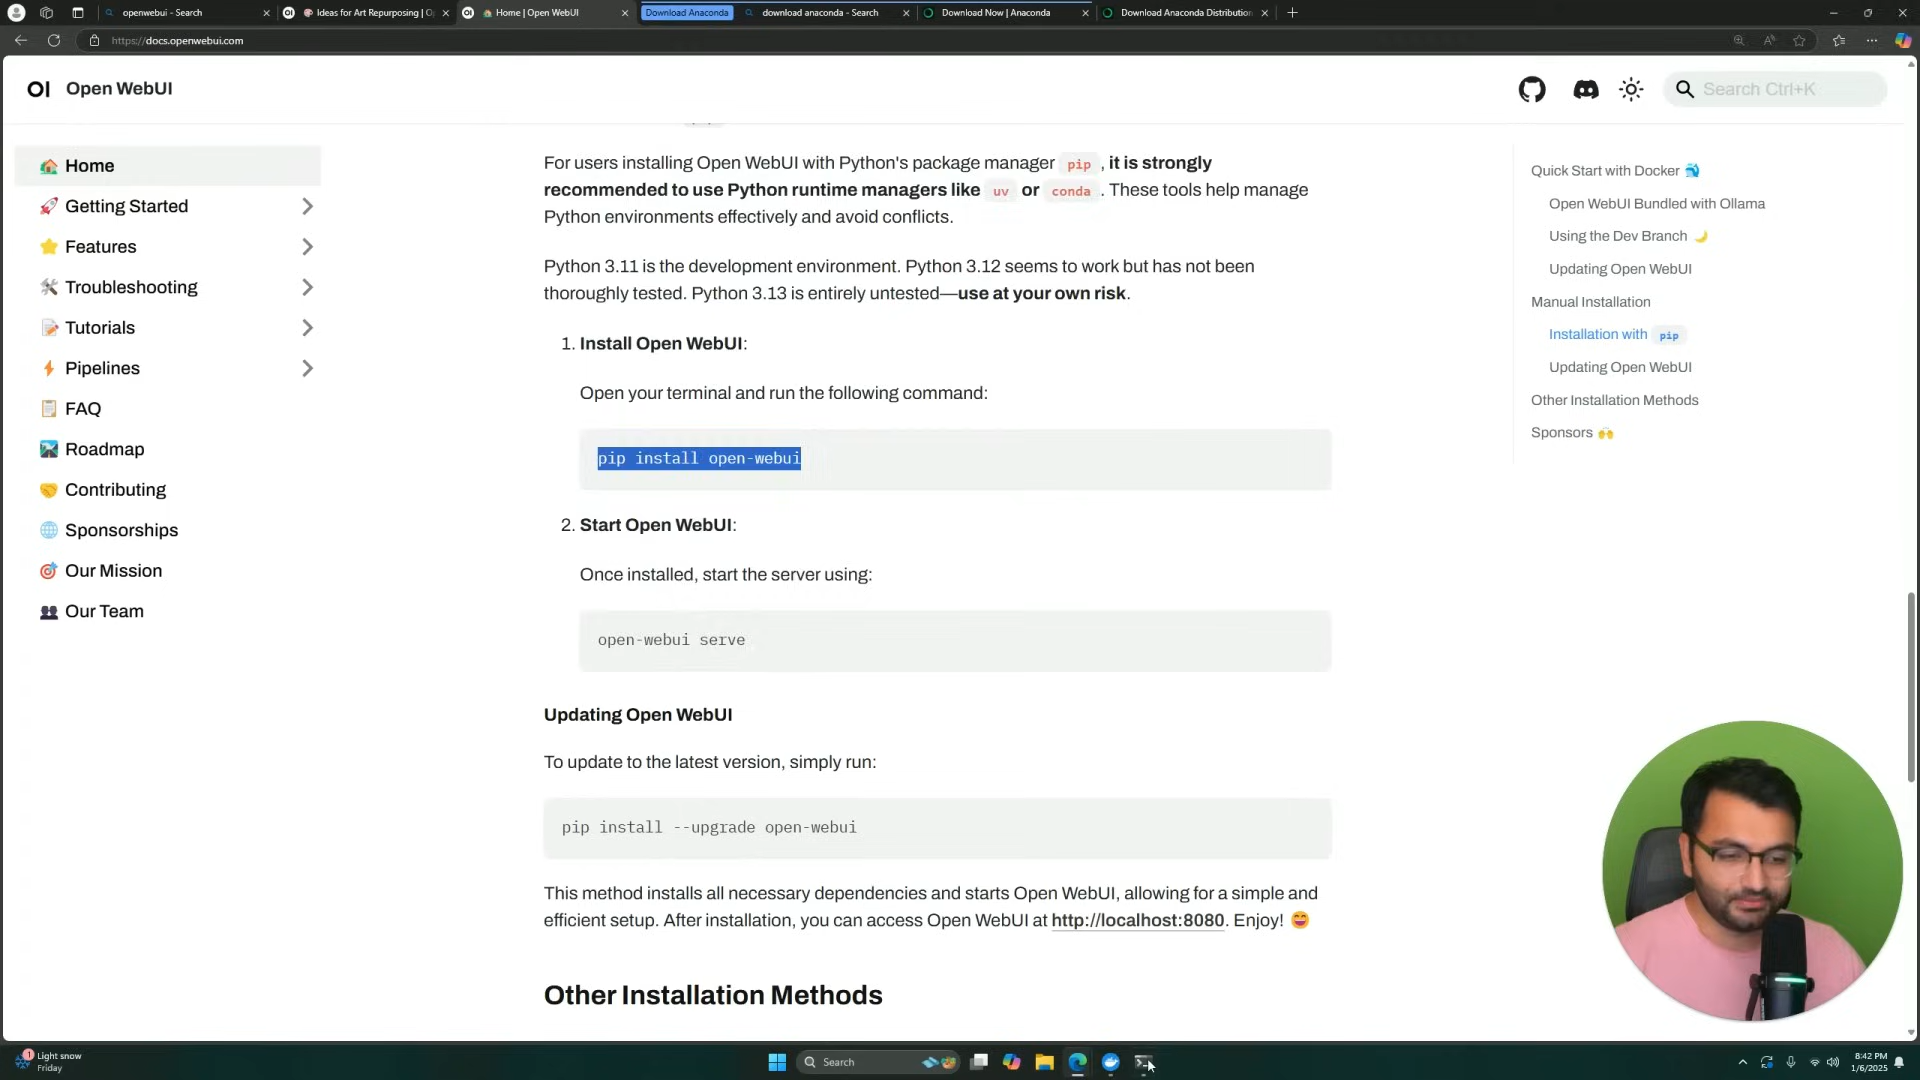 openwebui - Search
Ideas for Art Repurposing | O
Home | Open WebUI
Download Anaconda
download anaconda - Search
Download Now | Anaconda
Download Anaconda Distribution
https://docs.openwebui.com
OI Open WebUI
Search Ctrl+K
Home
Getting Started
Features
Troubleshooting
Tutorials
Pipelines
FAQ
Roadmap
Contributing
Sponsorships
Our Mission
Our Team
For users installing Open WebUI with Python's package manager pip, it is strongly
recommended to use Python runtime managers like uv or conda. These tools help manage
Python environments effectively and avoid conflicts.
Python 3.11 is the development environment. Python 3.12 seems to work but has not been
thoroughly tested. Python 3.13 is entirely untested—use at your own risk.
1. Install Open WebUI:
Open your terminal and run the following command:
pip install open-webui
2. Start Open WebUI:
Once installed, start the server using:
open-webui serve
Updating Open WebUI
To update to the latest version, simply run:
pip install --upgrade open-webui
This method installs all necessary dependencies and starts Open WebUI, allowing for a simple and
efficient setup. After installation, you can access Open WebUI at http://localhost:8080. Enjoy! 😄
Other Installation Methods
Quick Start with Docker
Open WebUI Bundled with Ollama
Using the Dev Branch 🌙
Updating Open WebUI
Manual Installation
Installation with pip
Updating Open WebUI
Other Installation Methods
Sponsors 🙌
1
Light snow
Friday
Search
8:42 PM
1/6/2025